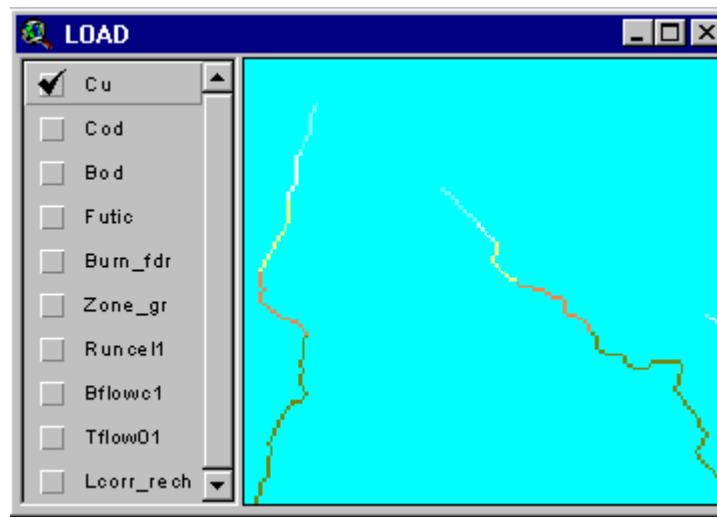 LOAD
Cu
Cod
Bod
Futic
Burn_fdr
Zone_gr
Runcel1
Bflowc1
Tflow01
Lcorr_rech